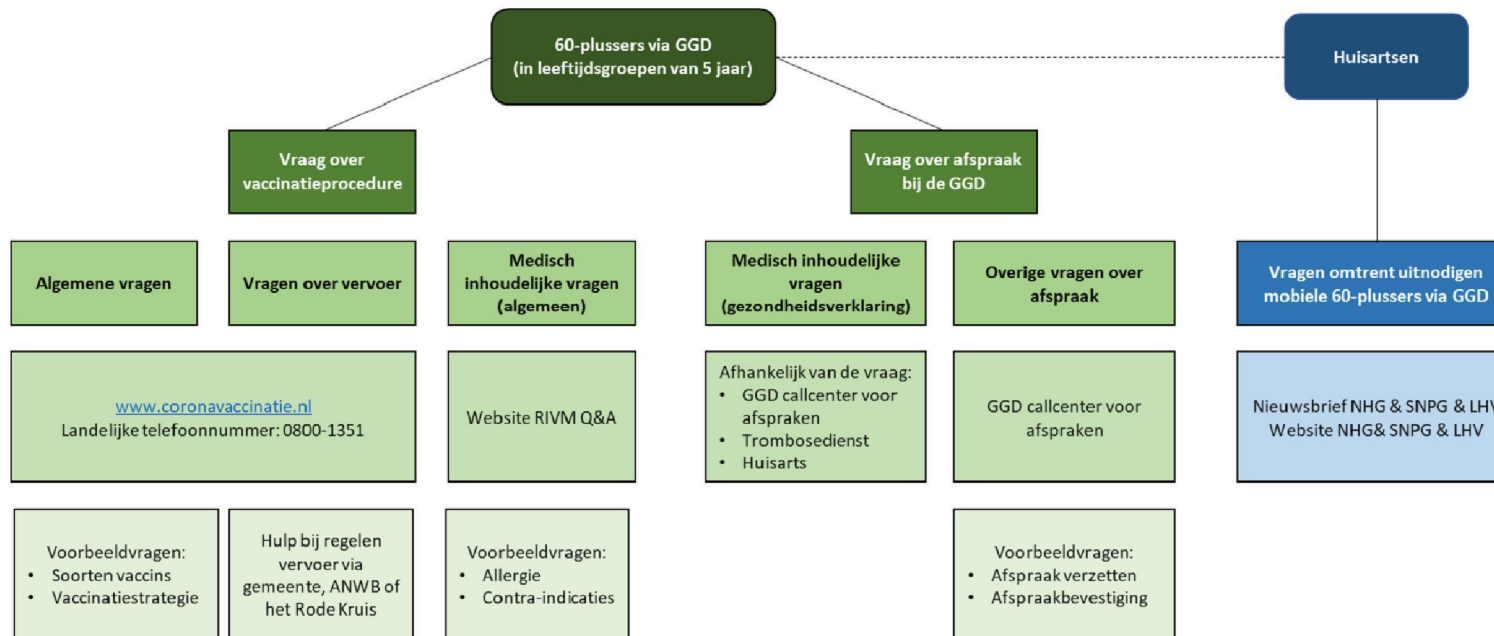 60-plussers via GGD
(in leeftijdsgroepen van 5 jaar)
Huisartsen
Vraag over
vaccinatieprocedure
Vraag over afspraak
bij de GGD
Algemene vragen
Vragen over vervoer
Medisch
inhoudelijke vragen
(algemeen)
Medisch inhoudelijke
vragen
(gezondheidsverklaring)
Overige vragen over
afspraak
Vragen omtrent uitnodigen
mobiele 60-plussers via GGD
www.coronavaccinatie.nl
Landelijke telefoonnummer: 0800-1351
Website RIVM Q&A
Afhankelijk van de vraag:
• GGD callcenter voor
afspraken
• Trombosedienst
• Huisarts
GGD callcenter voor
afspraken
Nieuwsbrief NHG & SNPG & LHV
Website NHG& SNPG & LHV
Voorbeeldvragen:
• Soorten vaccins
• Vaccinatiestrategie
Hulp bij regelen
vervoer via
gemeente, ANWB of
het Rode Kruis
Voorbeeldvragen:
• Allergie
• Contra-indicaties
Voorbeeldvragen:
• Afspraak verzetten
• Afspraakbevestiging